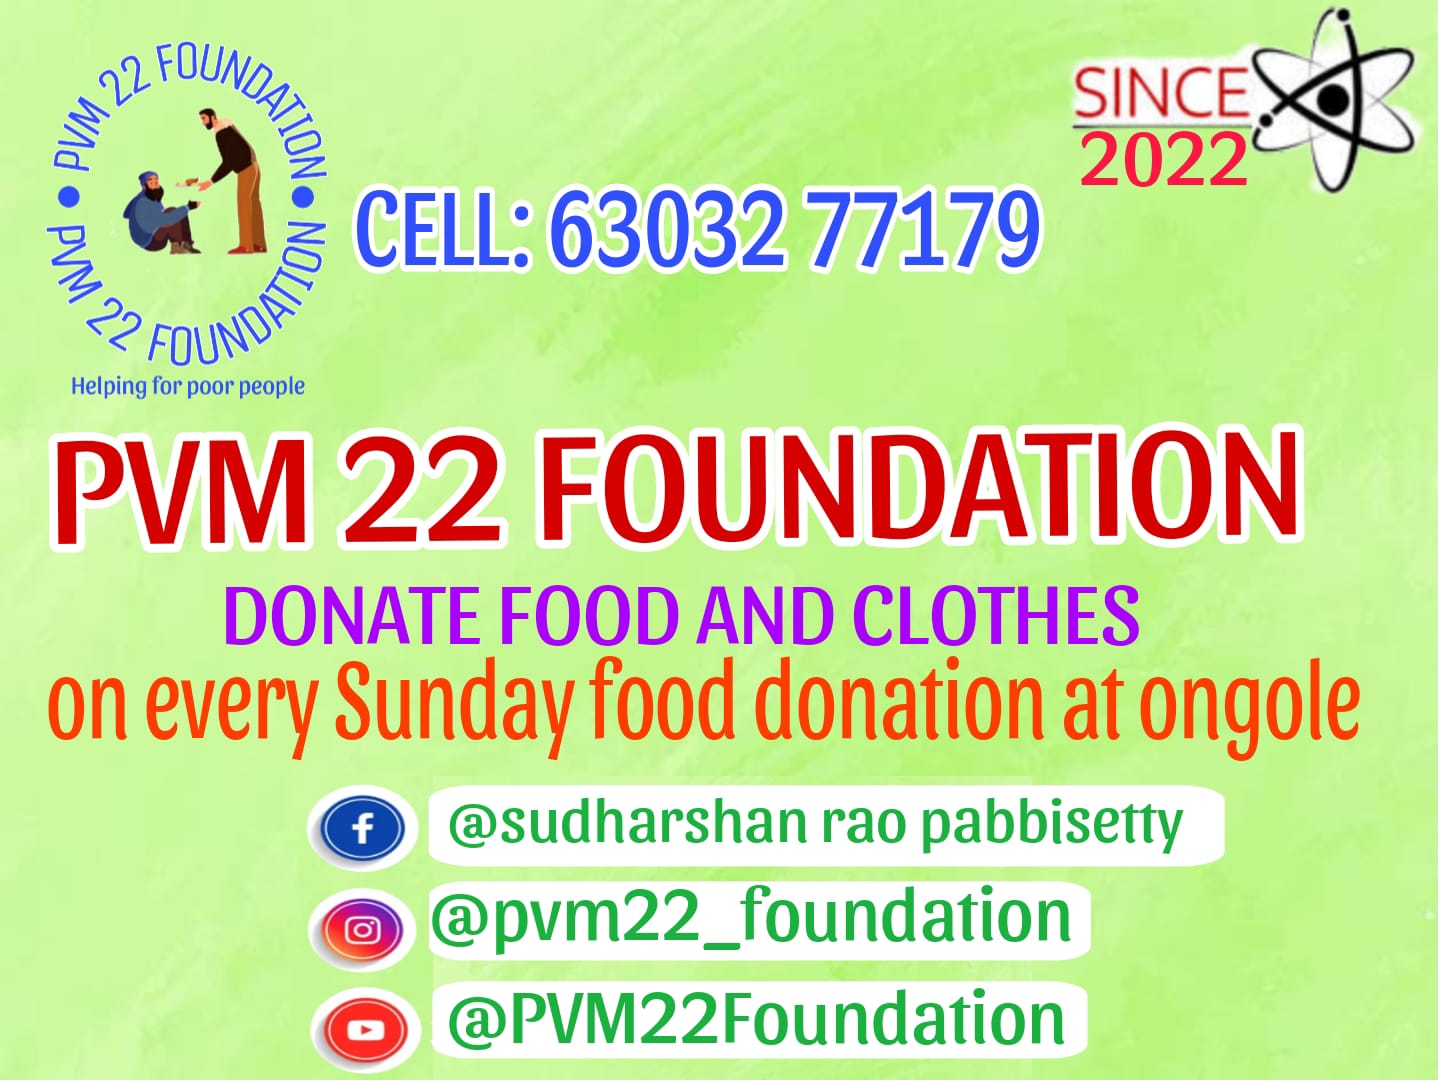 PVM 22 FOUNDATION
PVM 22 FOUNDATION
Helping for poor people
SINCE
2022
CELL: 63032 77179
PVM 22 FOUNDATION
DONATE FOOD AND CLOTHES
on every Sunday food donation at ongole
@sudharshan rao pabbisetty
@pvm22_foundation
@PVM22Foundation